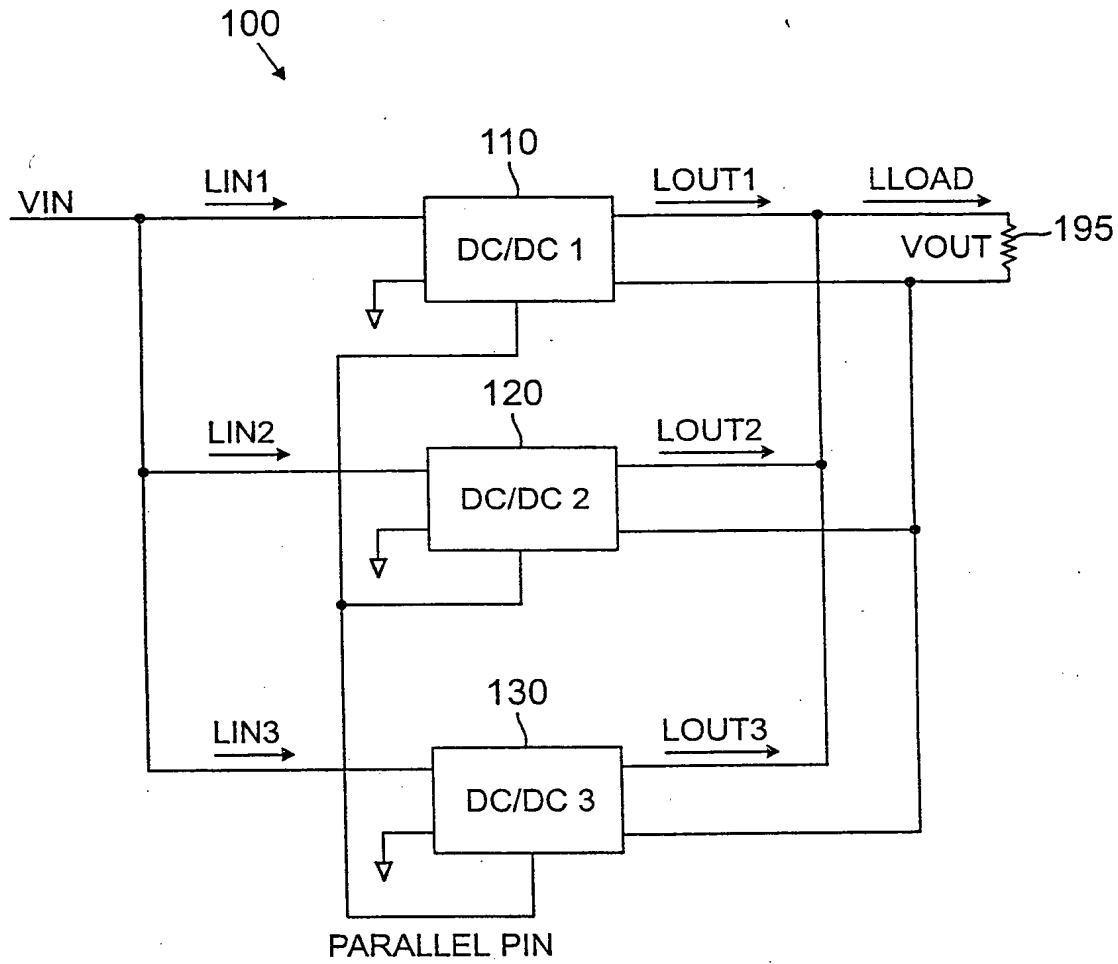 100
110
VIN
LIN1
LOUT1
LLOAD
DC/DC 1
VOUT
195
120
LIN2
LOUT2
DC/DC 2
130
LIN3
LOUT3
DC/DC 3
PARALLEL PIN